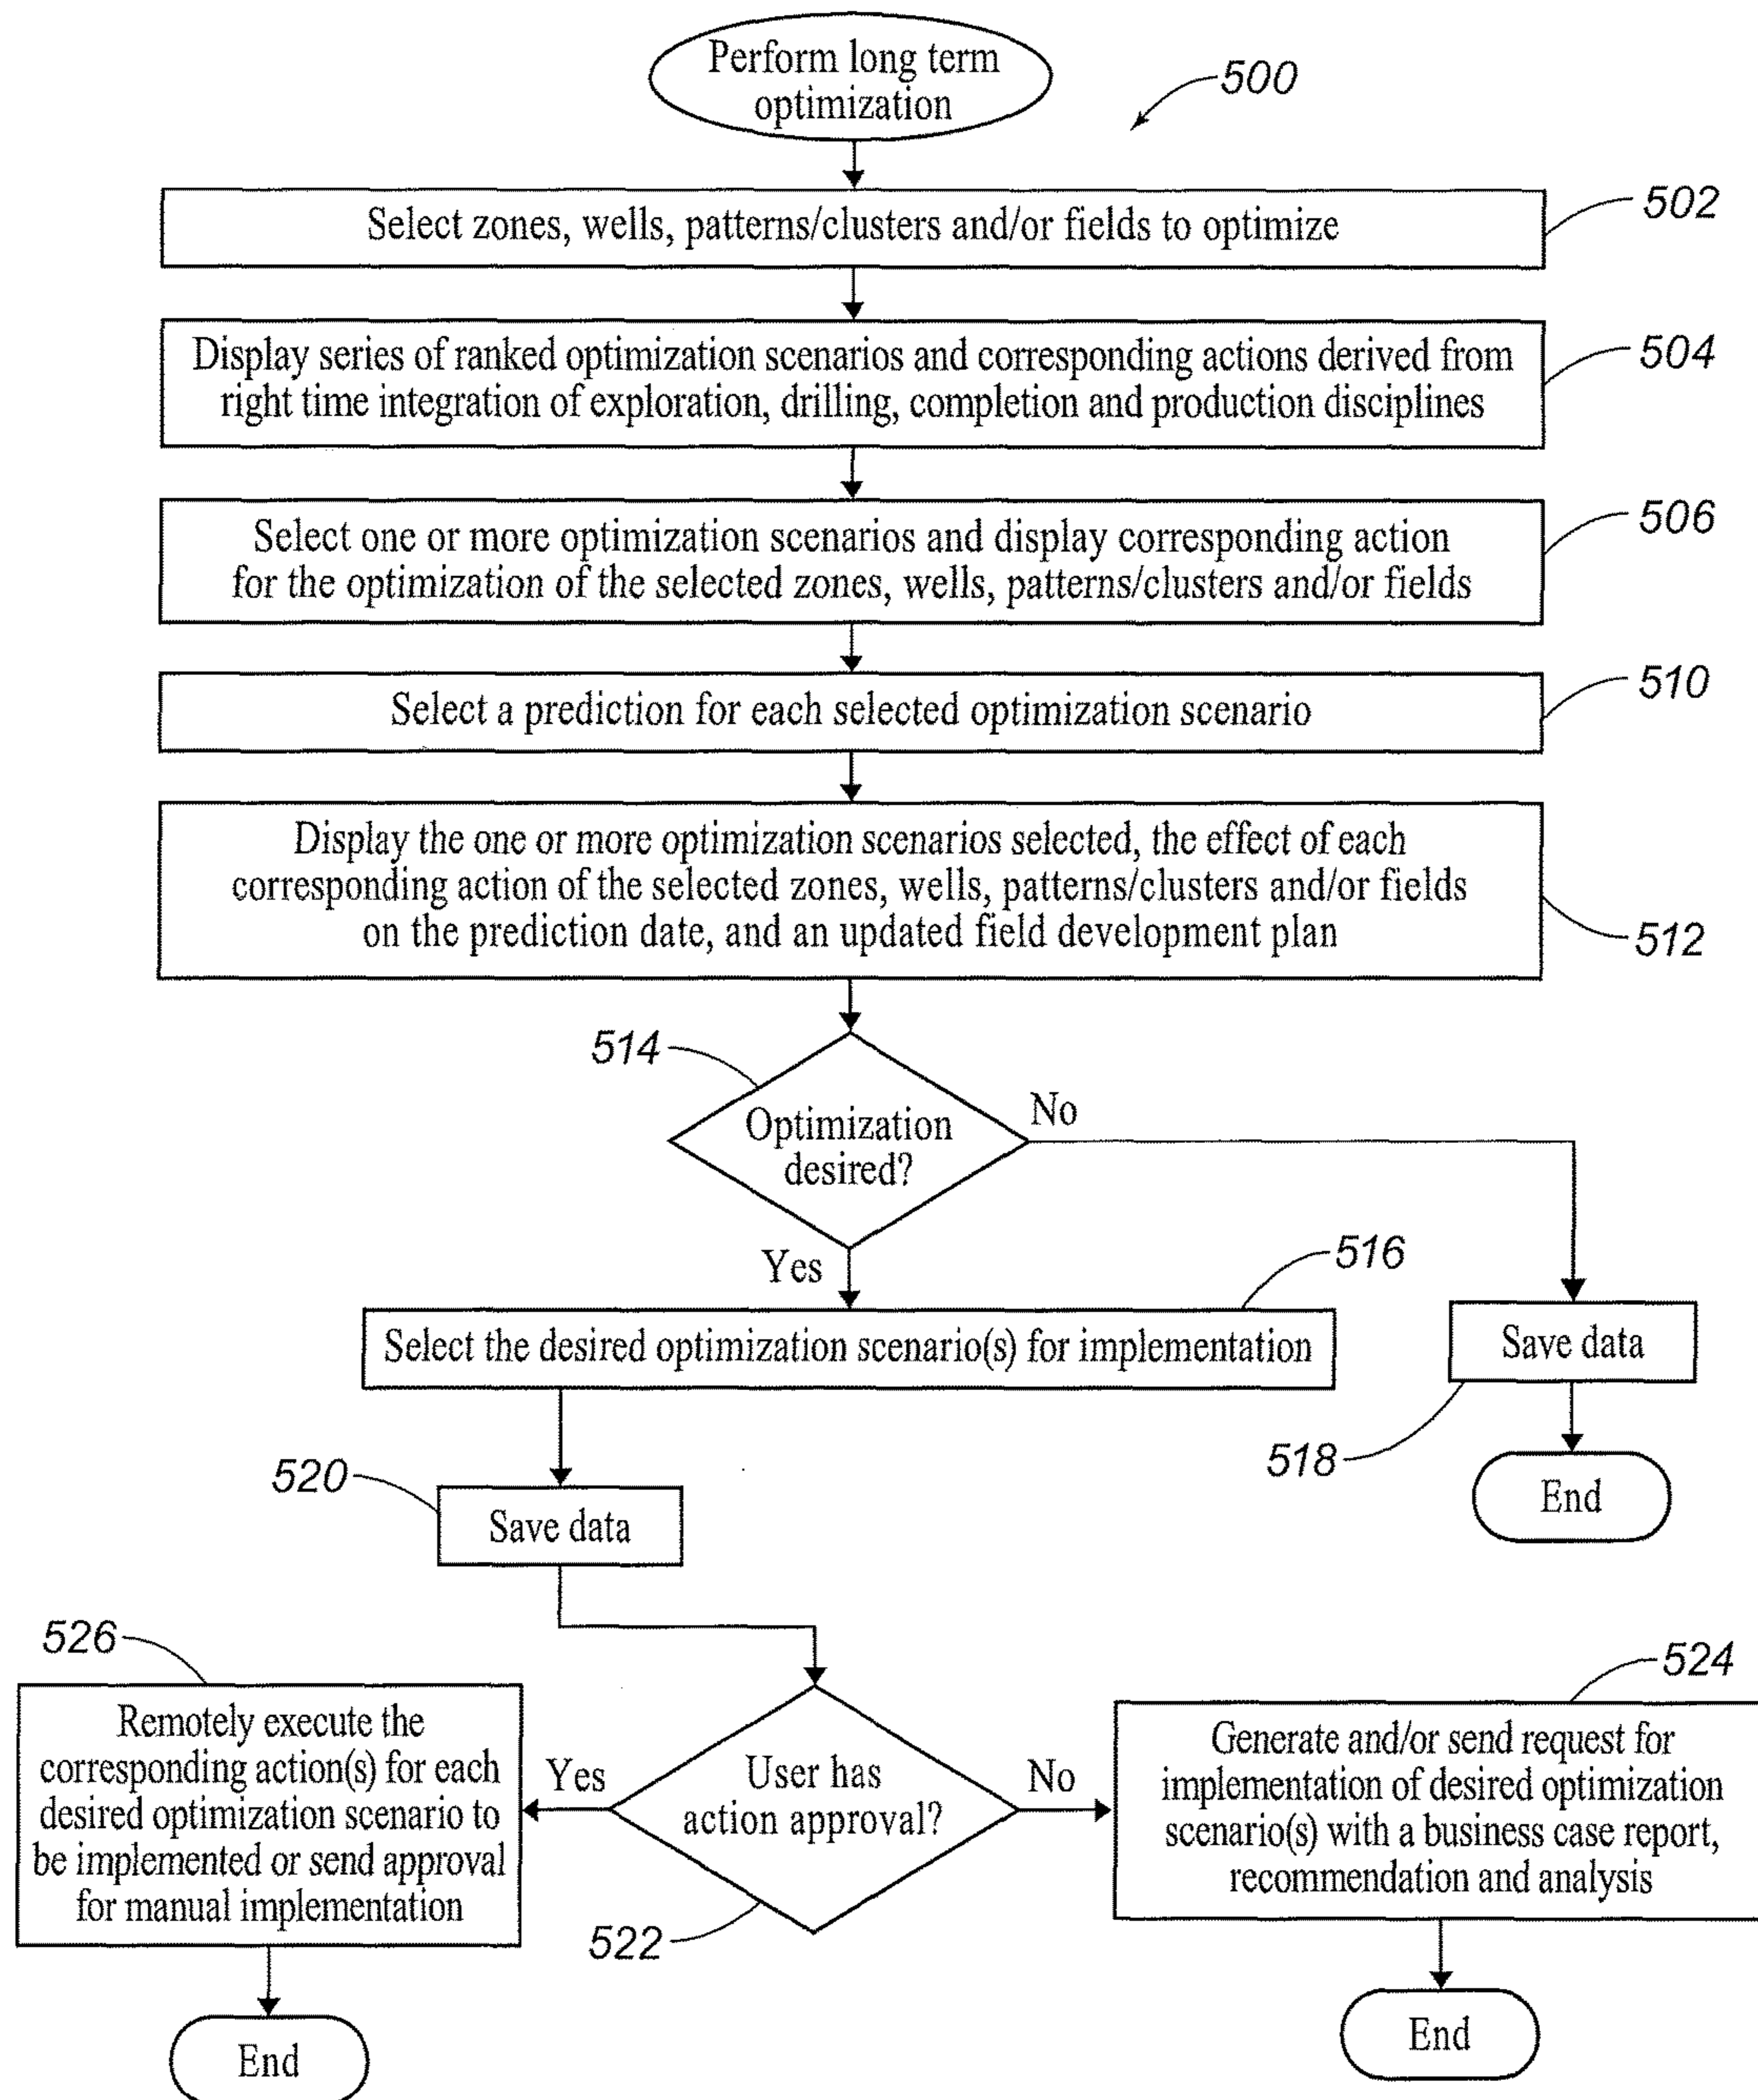 Perform long term
optimization
500
Select zones, wells, patterns/clusters and/or fields to optimize
502
Display series of ranked optimization scenarios and corresponding actions derived from
right time integration of exploration, drilling, completion and production disciplines
504
Select one or more optimization scenarios and display corresponding action
for the optimization of the selected zones, wells, patterns/clusters and/or fields
506
Select a prediction for each selected optimization scenario
510
Display the one or more optimization scenarios selected, the effect of each
corresponding action of the selected zones, wells, patterns/clusters and/or fields
on the prediction date, and an updated field development plan
512
514
Optimization
desired?
No
Yes
516
Select the desired optimization scenario(s) for implementation
Save data
518
End
520
Save data
526
Remotely execute the
corresponding action(s) for each
desired optimization scenario to
be implemented or send approval
for manual implementation
Yes
User has
action approval?
No
522
524
Generate and/or send request for
implementation of desired optimization
scenario(s) with a business case report,
recommendation and analysis
End
End